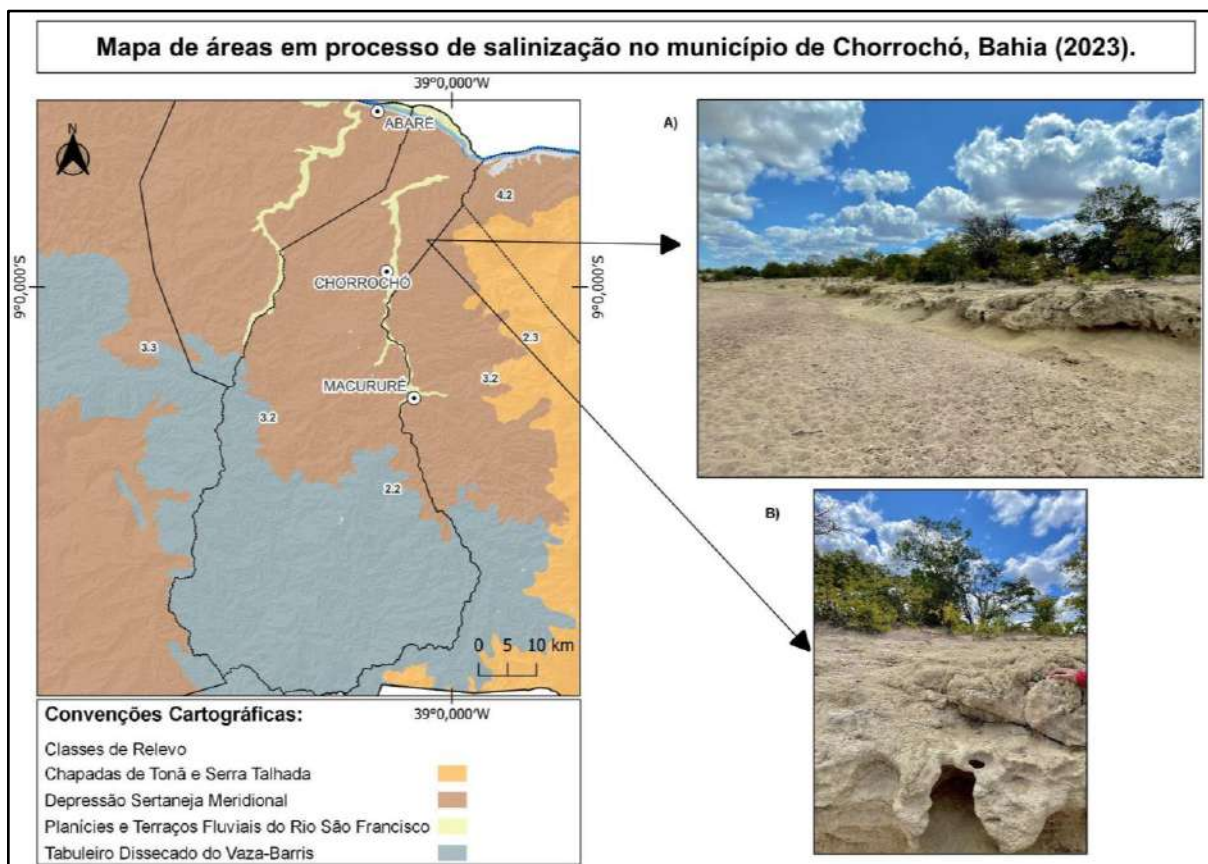 Mapa de áreas em processo de salinização no município de Chorrochó, Bahia (2023).
39°0,000'W
A)
N
ABARÉ
4.2
CHORROCHÓ
9°0,000'S
9°0,000'S
3.3
2.3
3.2
MACURURÉ
3.2
2.2
B)
0 5 10 km
39°0,000'W
Convenções Cartográficas:
Classes de Relevo
Chapadas de Tonã e Serra Talhada
Depressão Sertaneja Meridional
Planícies e Terraços Fluviais do Rio São Francisco
Tabuleiro Dissecado do Vaza-Barris